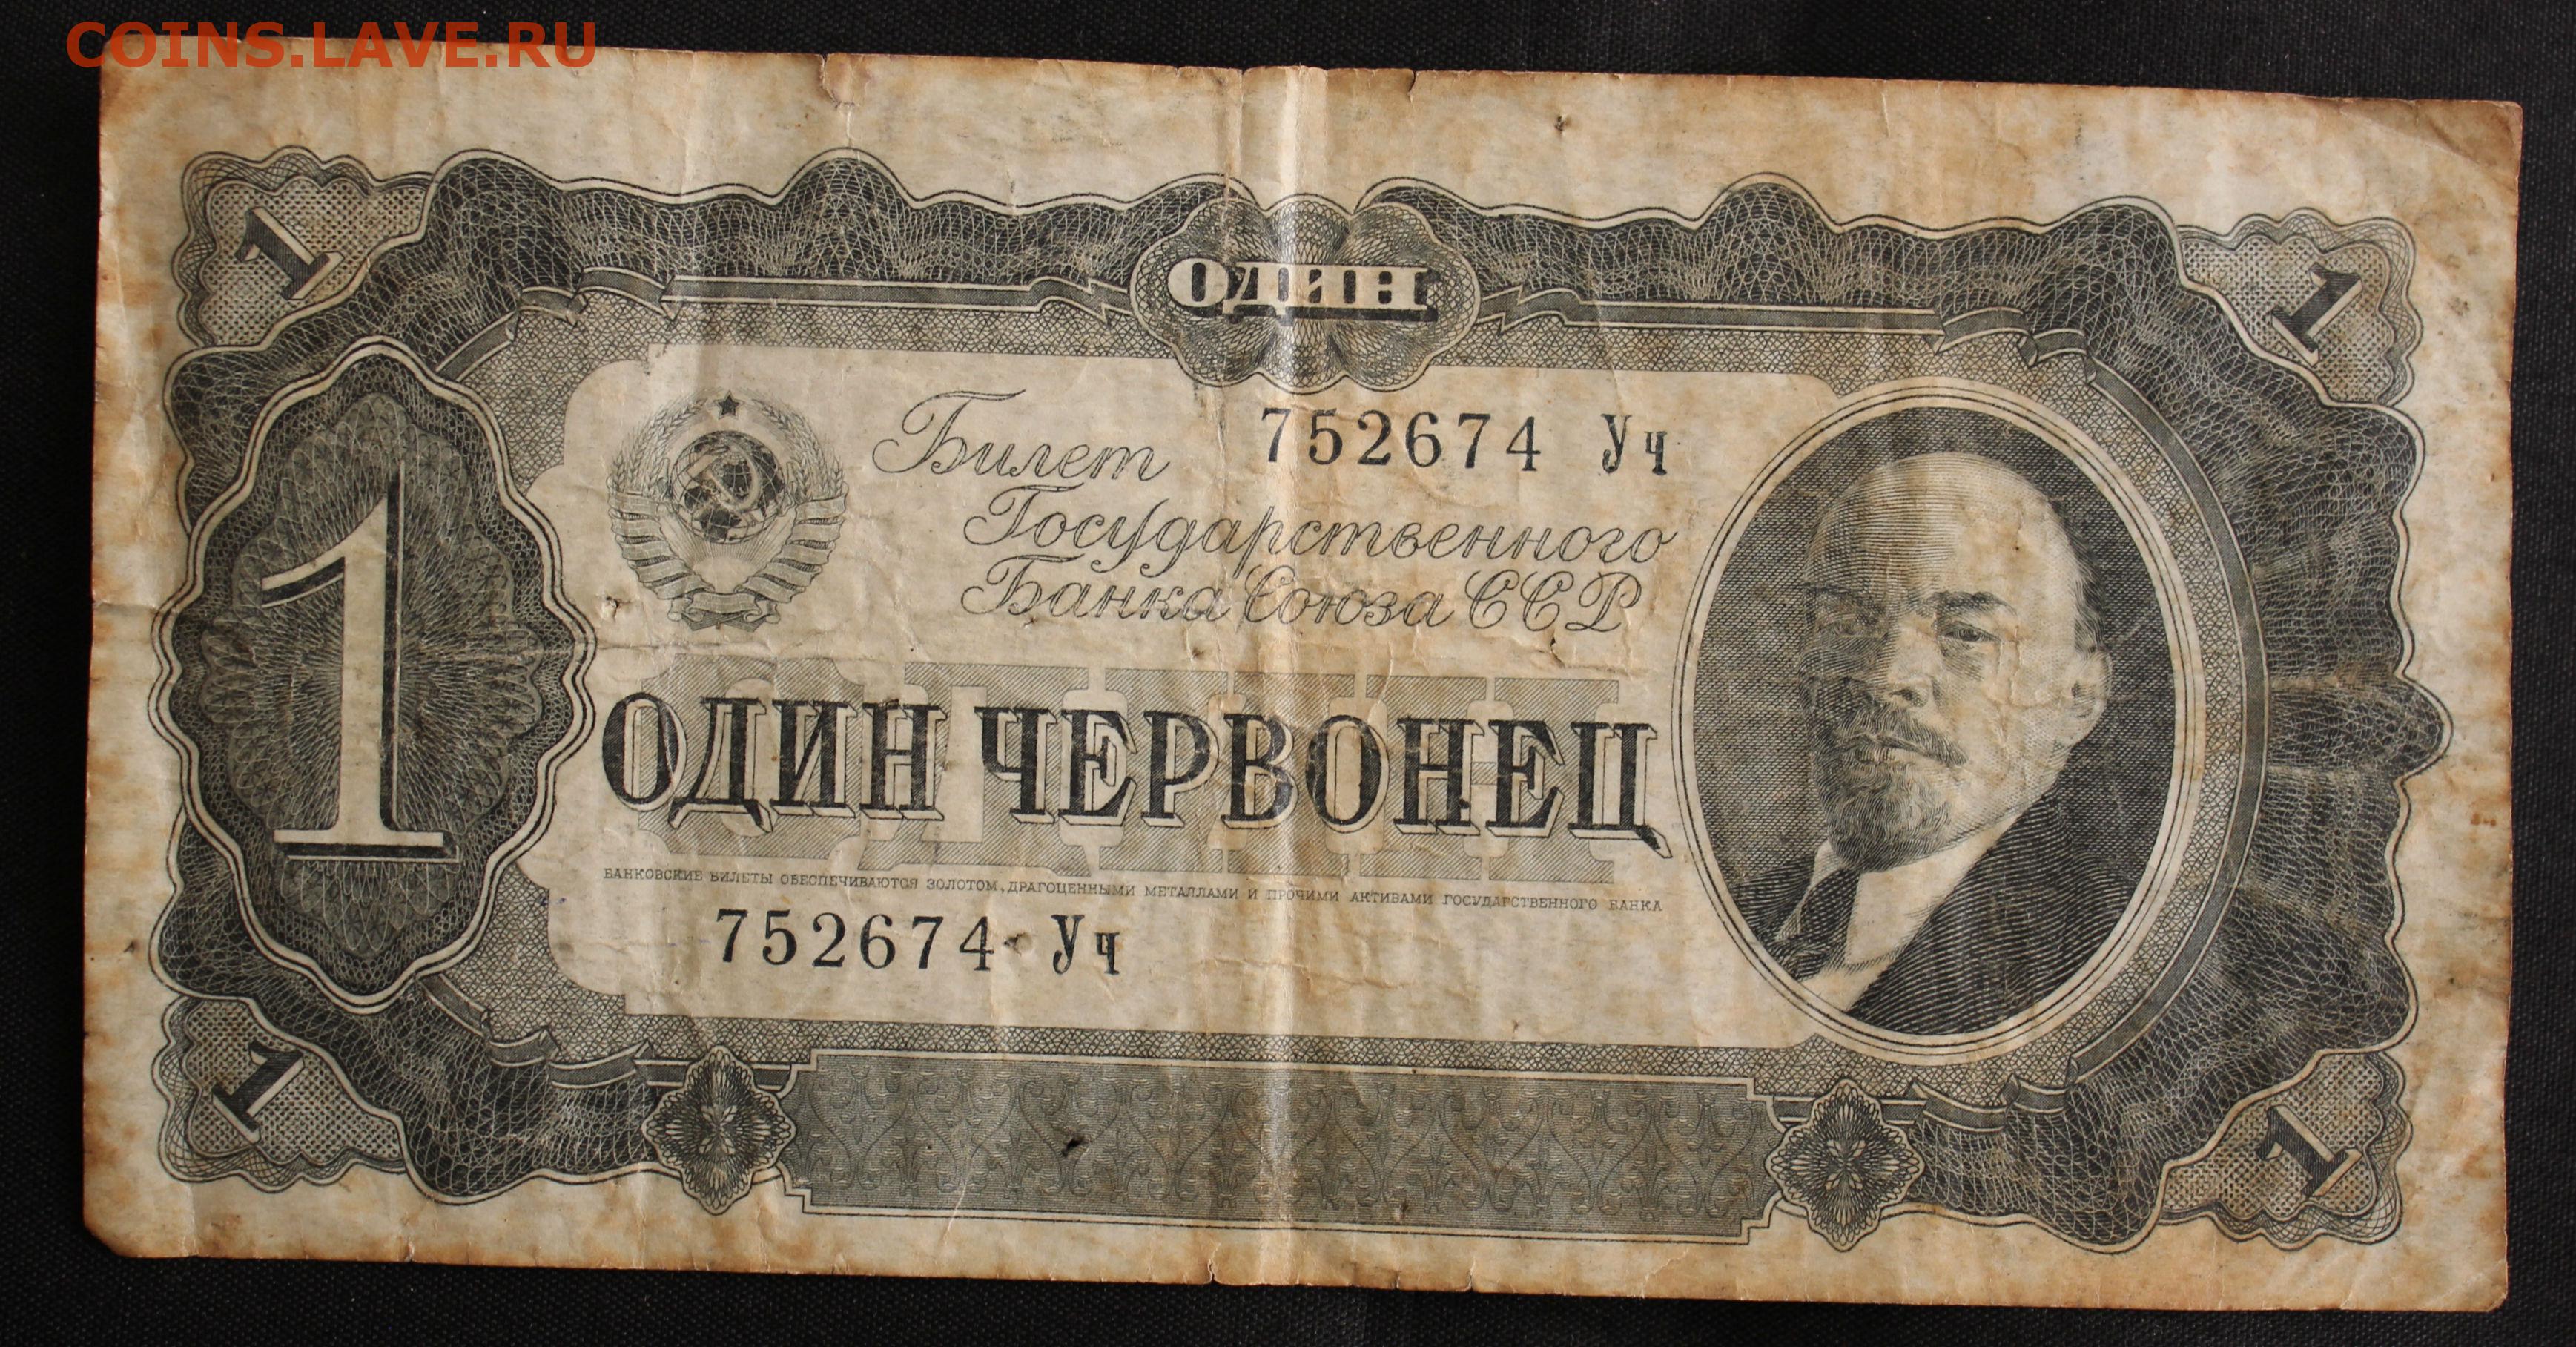 COINS.LAVE.RU
1
1
ОДИН
Билет 752674 Уч
Государственного
Банка Союза ССР
1
ОДИН
ОДИН ЧЕРВОНЕЦ
БАНКОВСКИЕ БИЛЕТЫ ОБЕСПЕЧИВАЮТСЯ ЗОЛОТОМ, ДРАГОЦЕННЫМИ МЕТАЛЛАМИ И ПРОЧИМИ АКТИВАМИ ГОСУДАРСТВЕННОГО БАНКА
752674 Уч
1
1